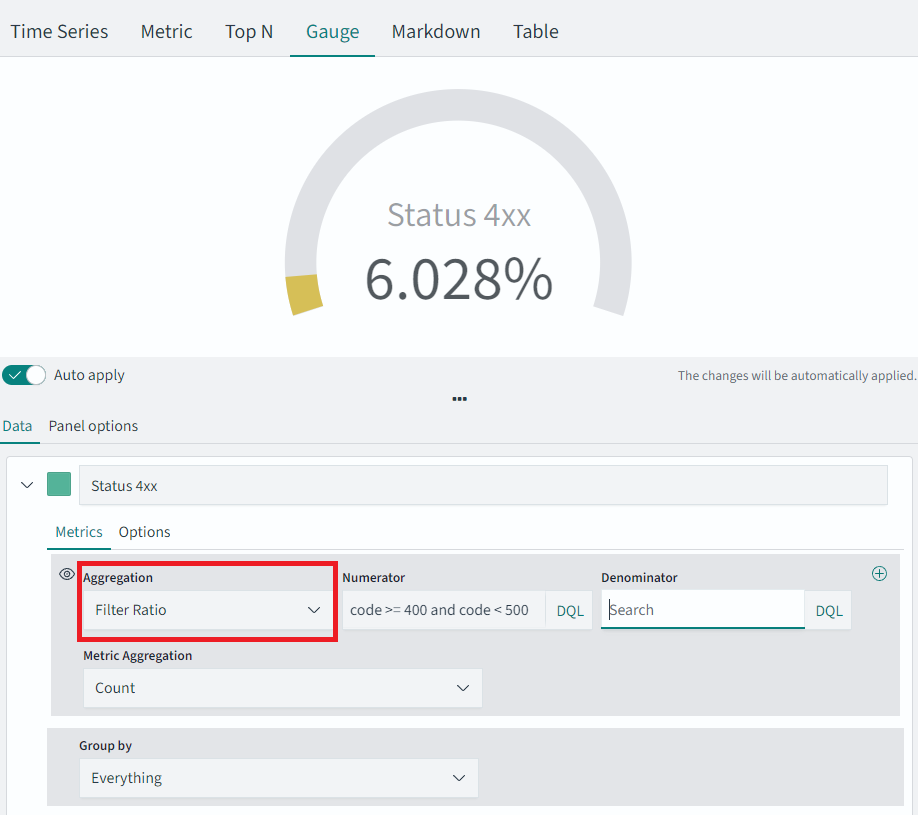 Time Series Metric Top N Gauge Markdown Table
Status 4xx
6.028%
Auto apply The changes will be automatically applied.
Data Panel options
Status 4xx
Metrics Options
Aggregation Numerator Denominator
Filter Ratio code >= 400 and code < 500 DQL Search DQL
Metric Aggregation
Count
Group by
Everything